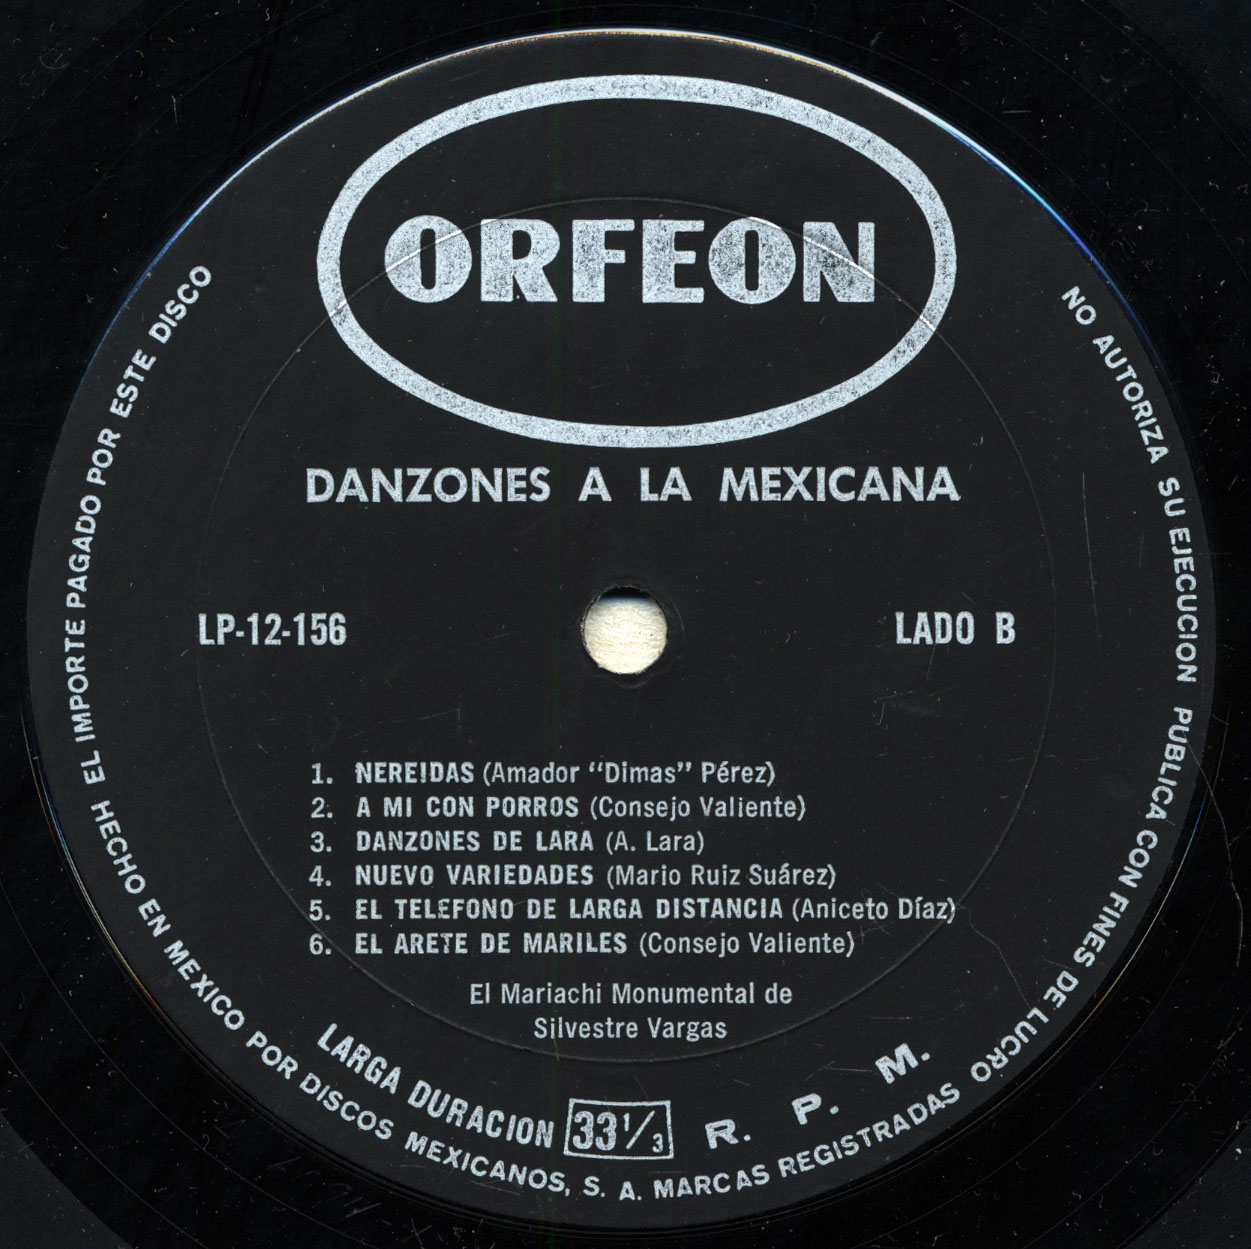 ORFEON
DANZONES A LA MEXICANA
LP-12-156
LADO B
1. NEREIDAS (Amador “Dimas” Pérez)
2. A MI CON PORROS (Consejo Valiente)
3. DANZONES DE LARA (A. Lara)
4. NUEVO VARIEDADES (Mario Ruiz Suárez)
5. EL TELEFONO DE LARGA DISTANCIA (Aniceto Díaz)
6. EL ARETE DE MARILES (Consejo Valiente)
El Mariachi Monumental de
Silvestre Vargas
LARGA DURACION 33 1/3 R. P. M.
HECHO EN MEXICO POR DISCOS MEXICANOS, S. A. MARCAS REGISTRADAS
EL IMPORTE PAGADO POR ESTE DISCO
NO AUTORIZA SU EJECUCION PUBLICA CON FINES DE LUCRO